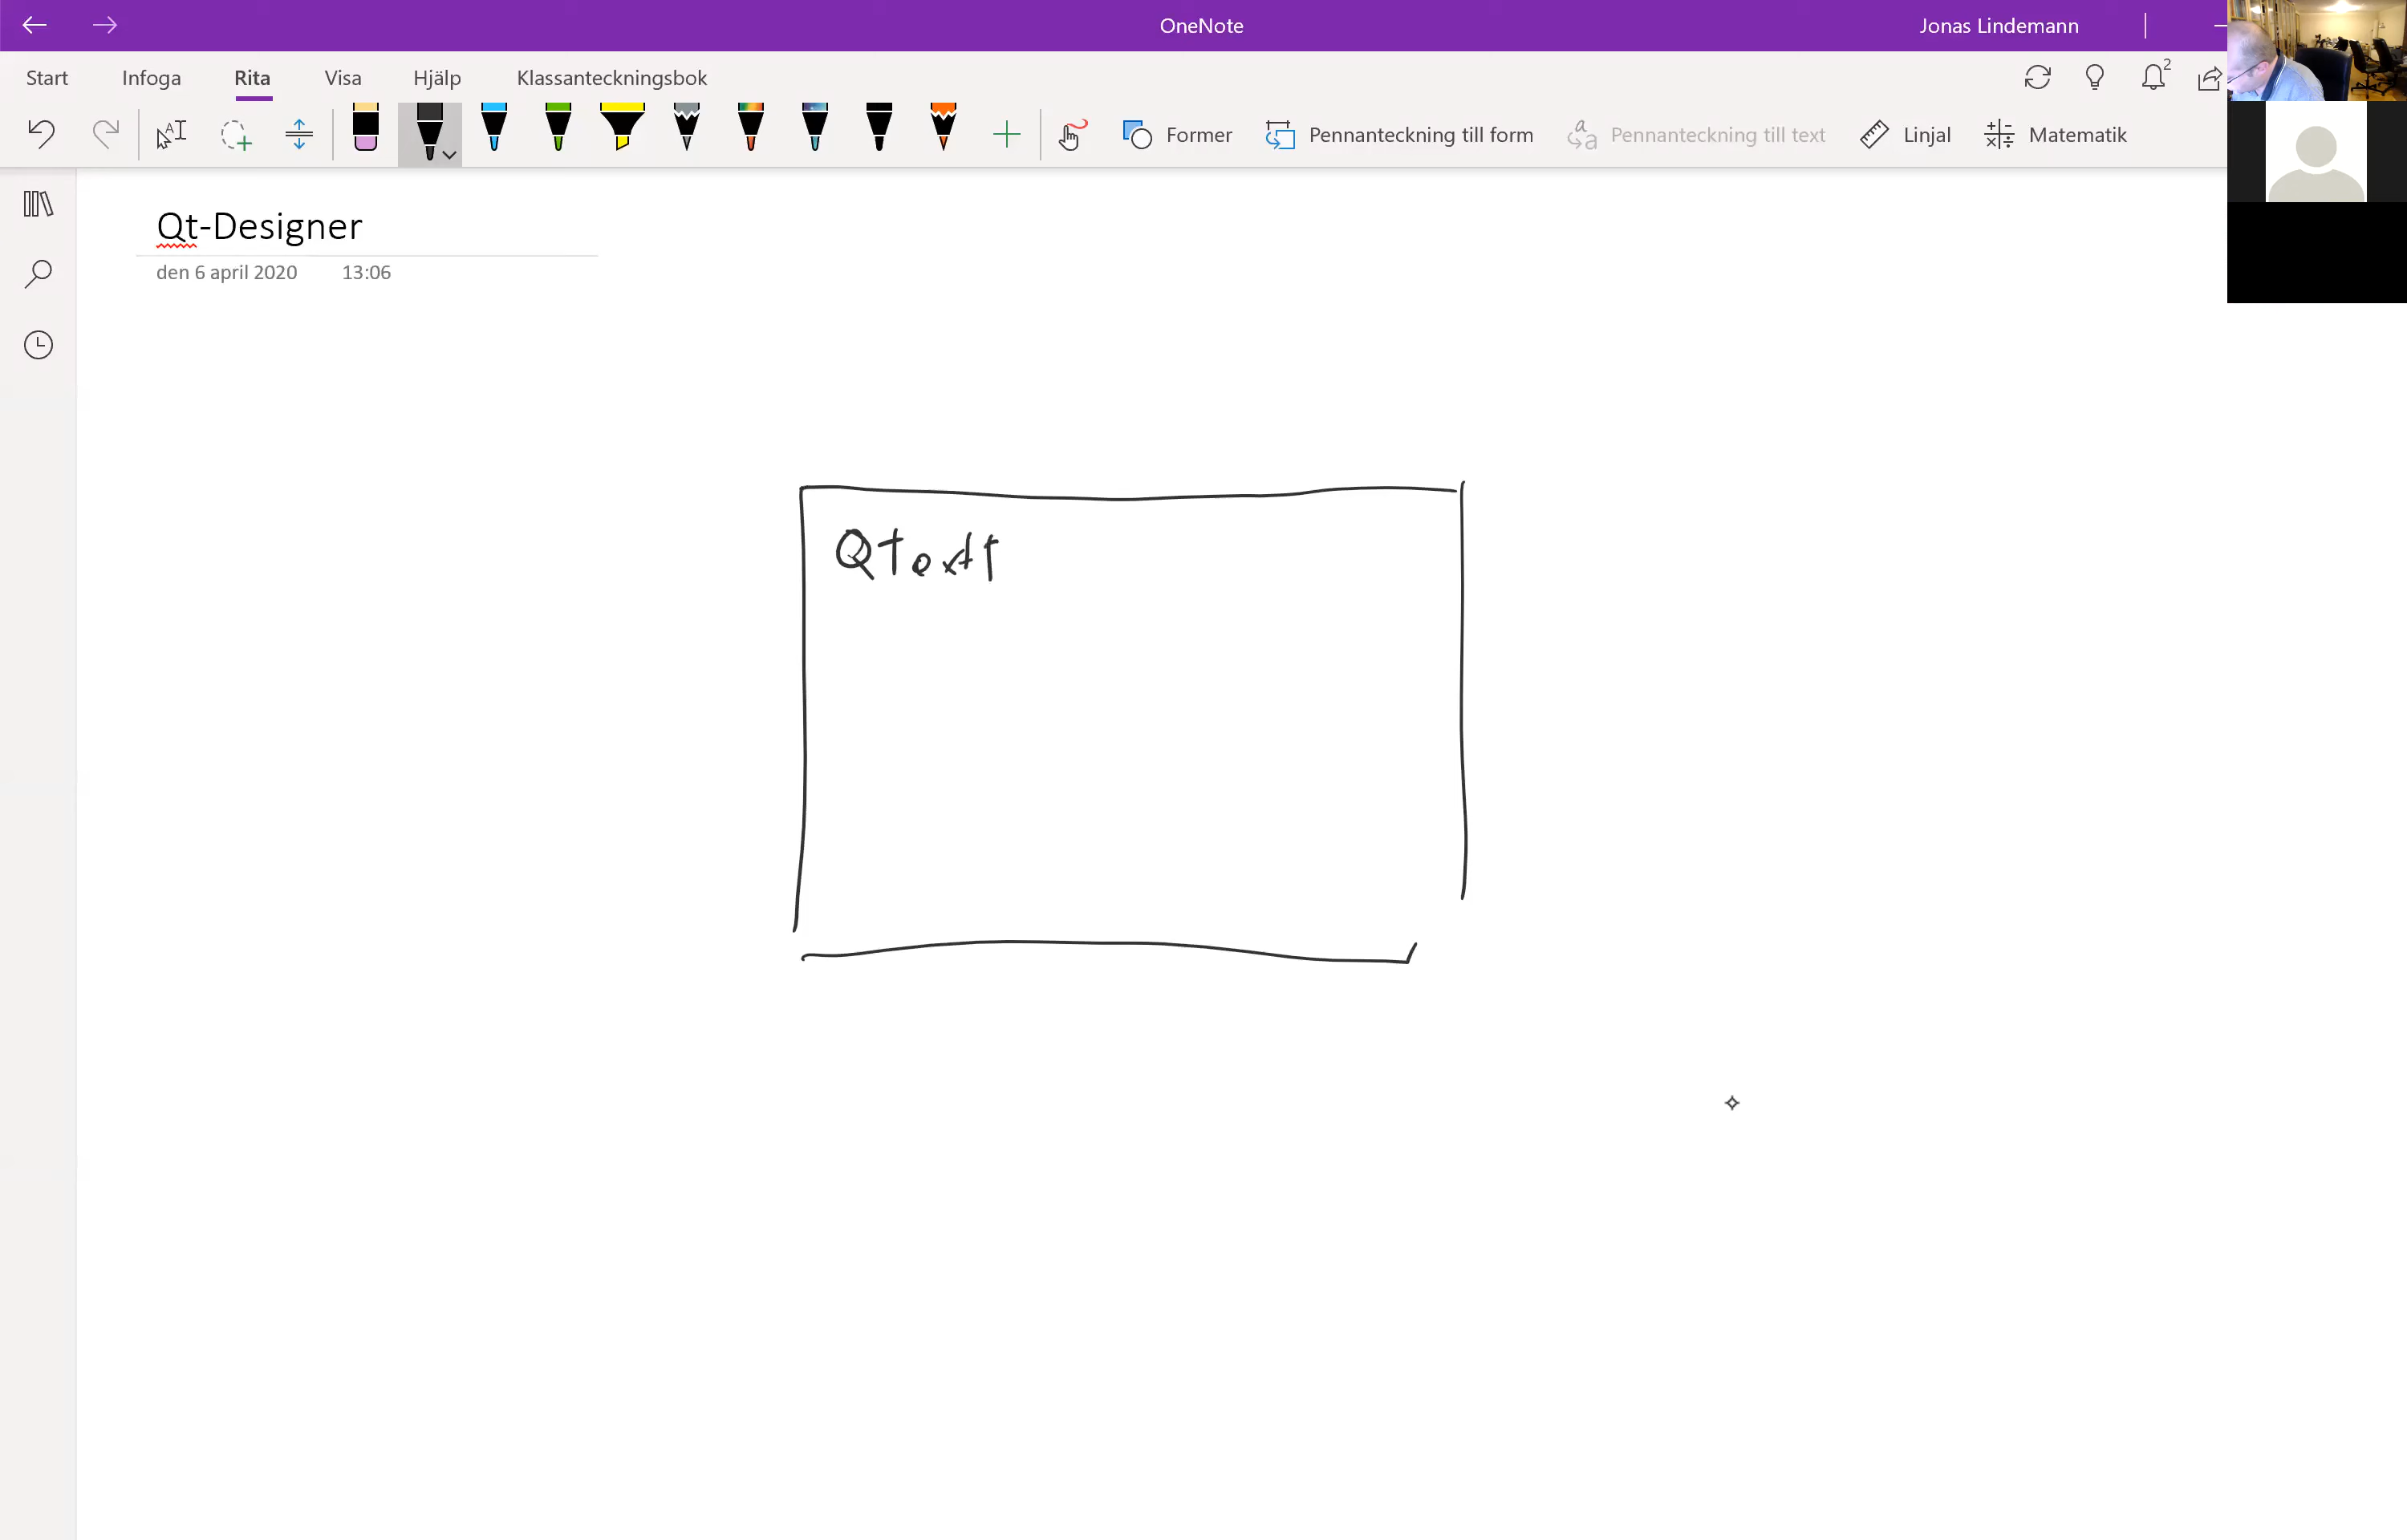 OneNote
Jonas Lindemann
Start Infoga Rita Visa Hjälp Klassanteckningsbok
2
Former Pennanteckning till form Pennanteckning till text Linjal Matematik
Qt-Designer
den 6 april 2020 13:06